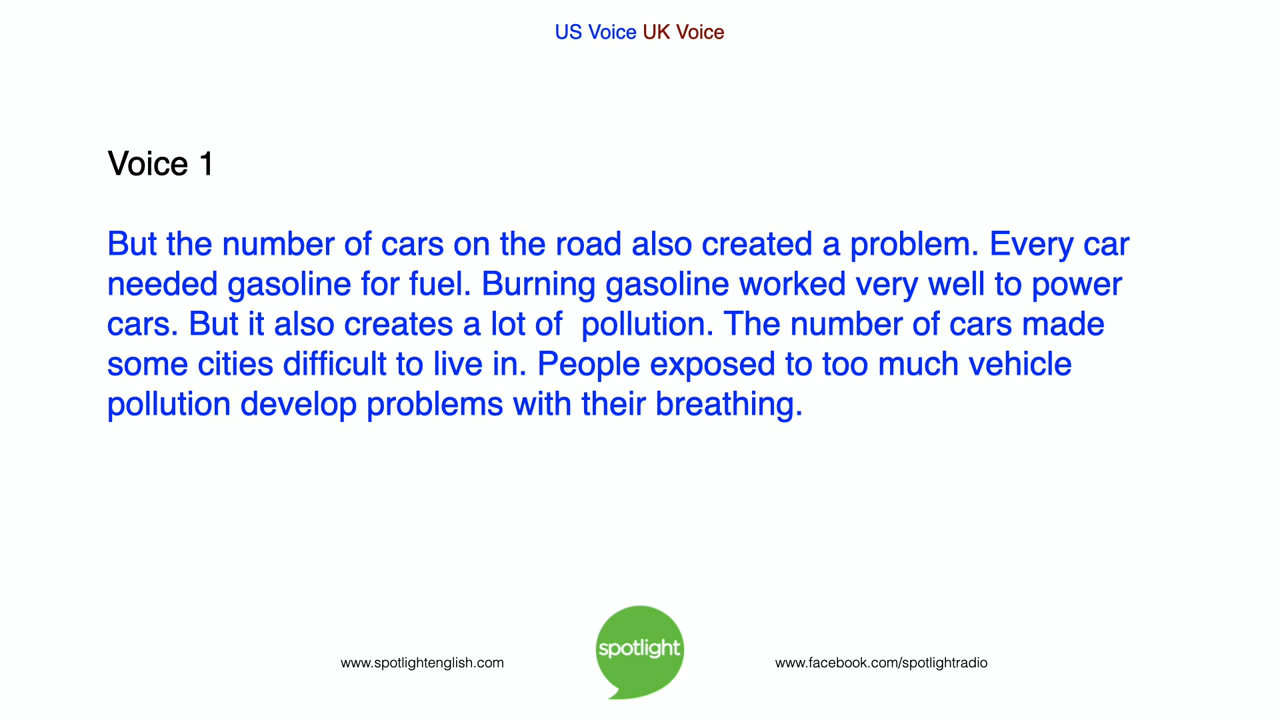 US Voice UK Voice
Voice 1
But the number of cars on the road also created a problem. Every car
needed gasoline for fuel. Burning gasoline worked very well to power
cars. But it also creates a lot of  pollution. The number of cars made
some cities difficult to live in. People exposed to too much vehicle
pollution develop problems with their breathing.
spotlight
www.spotlightenglish.com
www.facebook.com/spotlightradio